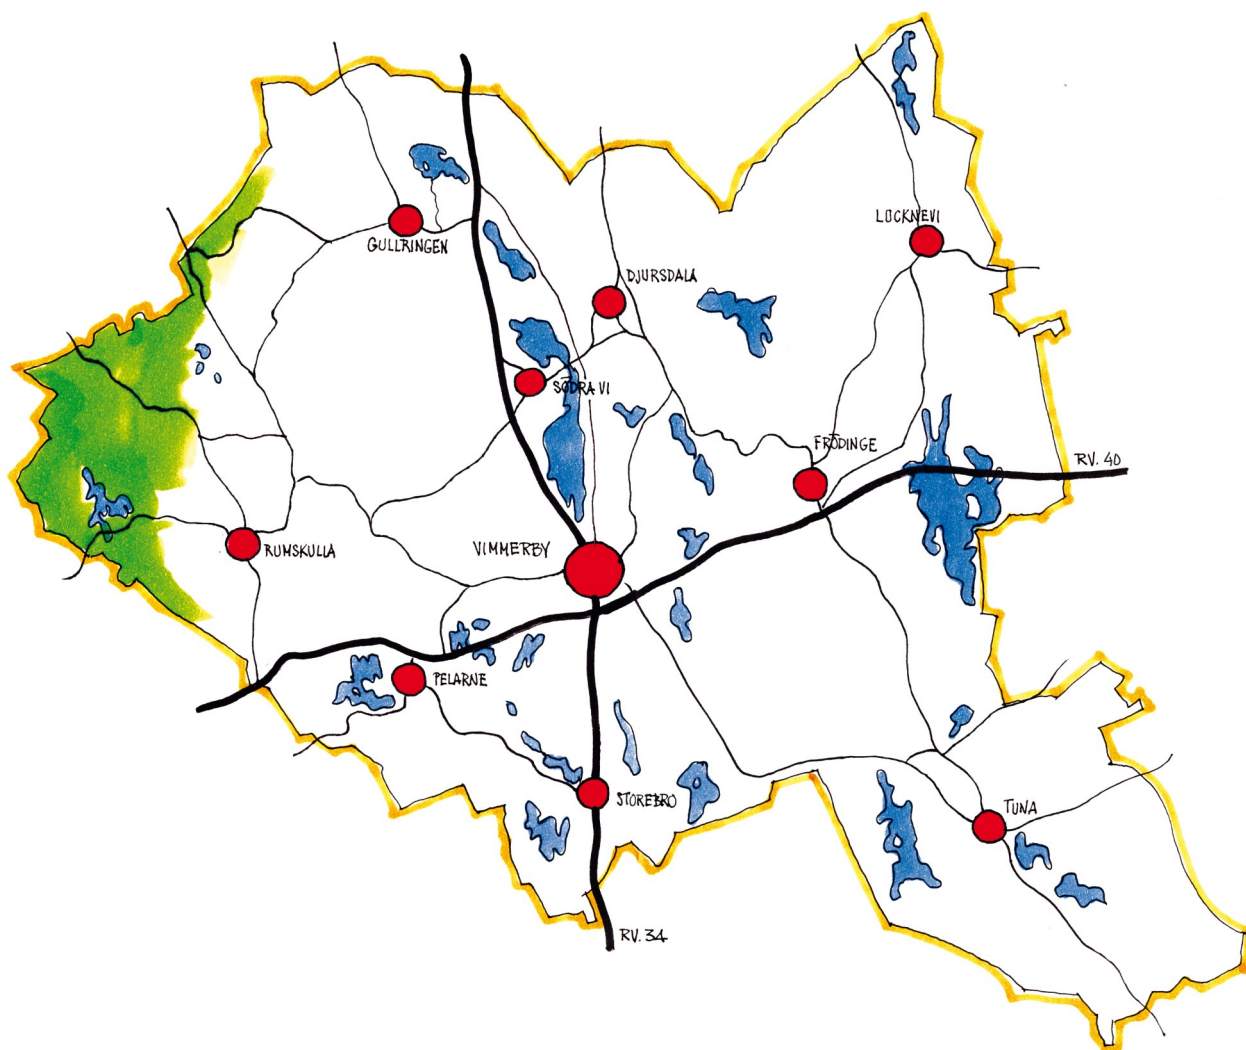 LOCKNEVI
GULLRINGEN
DJURSDALA
SÖDRA VI
FRÖDINGE
RV. 40
VIMMERBY
RUMSKULLA
PELARNE
STOREBRO
TUNA
RV. 34